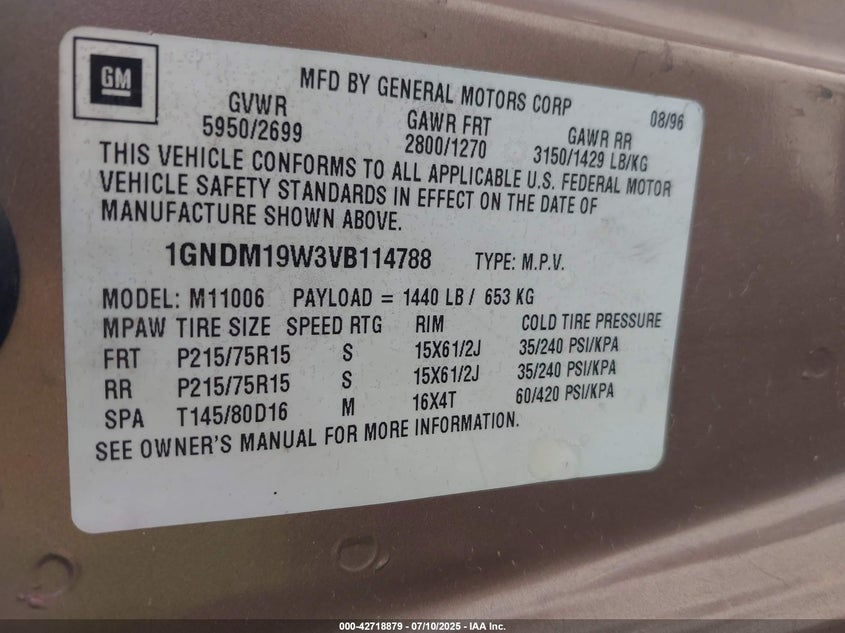 GM
MFD BY GENERAL MOTORS CORP
08/96
GVWR GAWR FRT GAWR RR
5950/2699 2800/1270 3150/1429 LB/KG
THIS VEHICLE CONFORMS TO ALL APPLICABLE U.S. FEDERAL MOTOR
VEHICLE SAFETY STANDARDS IN EFFECT ON THE DATE OF
MANUFACTURE SHOWN ABOVE.
1GNDM19W3VB114788 TYPE: M.P.V.
MODEL: M11006 PAYLOAD = 1440 LB / 653 KG
MPAW TIRE SIZE SPEED RTG RIM COLD TIRE PRESSURE
FRT P215/75R15 S 15X61/2J 35/240 PSI/KPA
RR P215/75R15 S 15X61/2J 35/240 PSI/KPA
SPA T145/80D16 M 16X4T 60/420 PSI/KPA
SEE OWNER'S MANUAL FOR MORE INFORMATION.
000-42718879 - 07/10/2025 - IAA Inc.